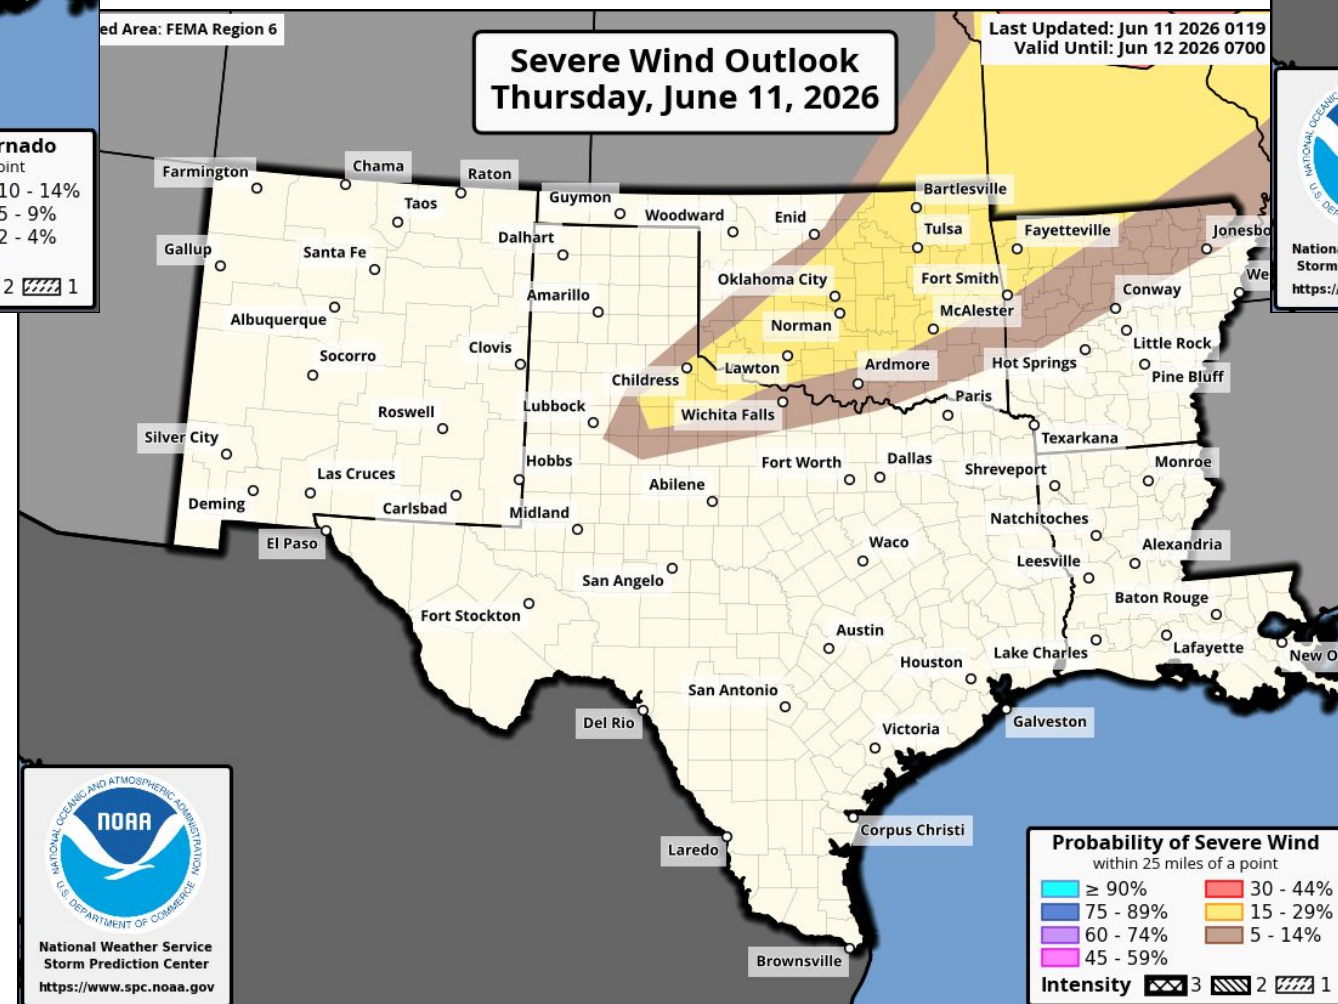 ed Area: FEMA Region 6
Last Updated: Jun 11 2026 0119
Valid Until: Jun 12 2026 0700
Severe Wind Outlook
Thursday, June 11, 2026
rnado
oint
10 - 14%
5 - 9%
2 - 4%
2 1
Farmington
Chama
Raton
Taos
Guymon
Woodward
Enid
Bartlesville
Gallup
Santa Fe
Dalhart
Tulsa
Fayetteville
Jonesbo
Albuquerque
Amarillo
Oklahoma City
Fort Smith
Conway
We
Norman
McAlester
Socorro
Clovis
Childress
Lawton
Ardmore
Hot Springs
Little Rock
Pine Bluff
Roswell
Lubbock
Wichita Falls
Paris
Texarkana
Silver City
Las Cruces
Hobbs
Fort Worth
Dallas
Shreveport
Monroe
Deming
Carlsbad
Midland
Abilene
Natchitoches
El Paso
San Angelo
Waco
Leesville
Alexandria
Fort Stockton
Baton Rouge
Austin
Houston
Lake Charles
Lafayette
New O
San Antonio
Del Rio
Victoria
Galveston
Laredo
Corpus Christi
Brownsville
NATIONAL OCEANIC AND ATMOSPHERIC ADMINISTRATION
NOAA
U.S. DEPARTMENT OF COMMERCE
National Weather Service
Storm Prediction Center
https://www.spc.noaa.gov
Nation
Storm
https:/
Probability of Severe Wind
within 25 miles of a point
≥ 90% 30 - 44%
75 - 89% 15 - 29%
60 - 74% 5 - 14%
45 - 59%
Intensity 3 2 1